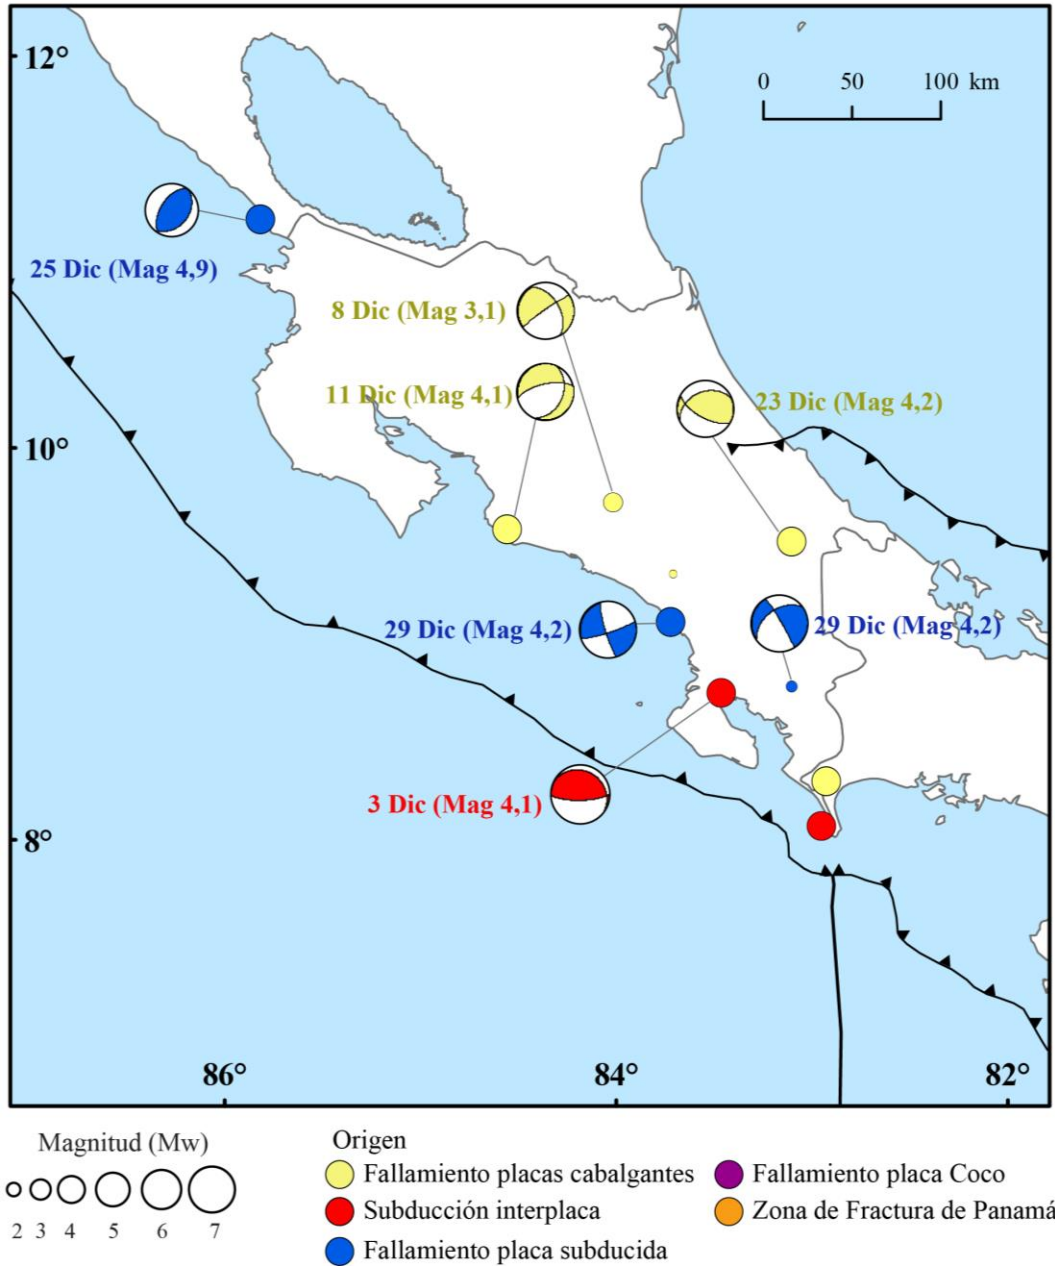 12°
0 50 100 km
25 Dic (Mag 4,9)
8 Dic (Mag 3,1)
11 Dic (Mag 4,1)
23 Dic (Mag 4,2)
10°
29 Dic (Mag 4,2)
29 Dic (Mag 4,2)
3 Dic (Mag 4,1)
8°
86° 84° 82°
Magnitud (Mw)
2 3 4 5 6 7
Origen
Fallamiento placas cabalgantes
Subducción interplaca
Fallamiento placa subducida
Fallamiento placa Coco
Zona de Fractura de Panamá